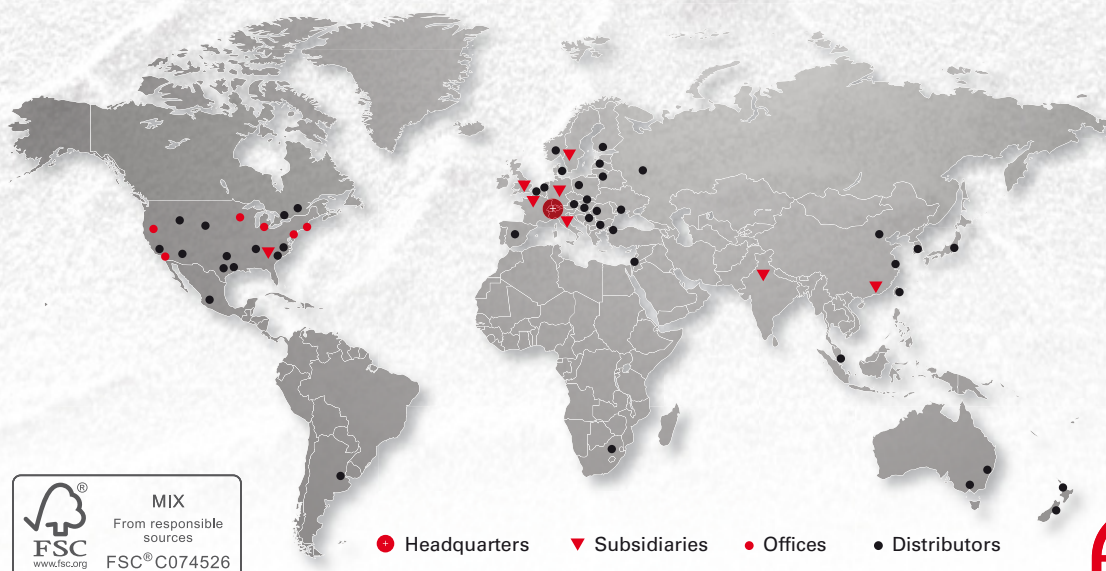 ®
MIX
From responsible
sources
FSC
www.fsc.org
FSC® C074526
Headquarters
Subsidiaries
Offices
Distributors